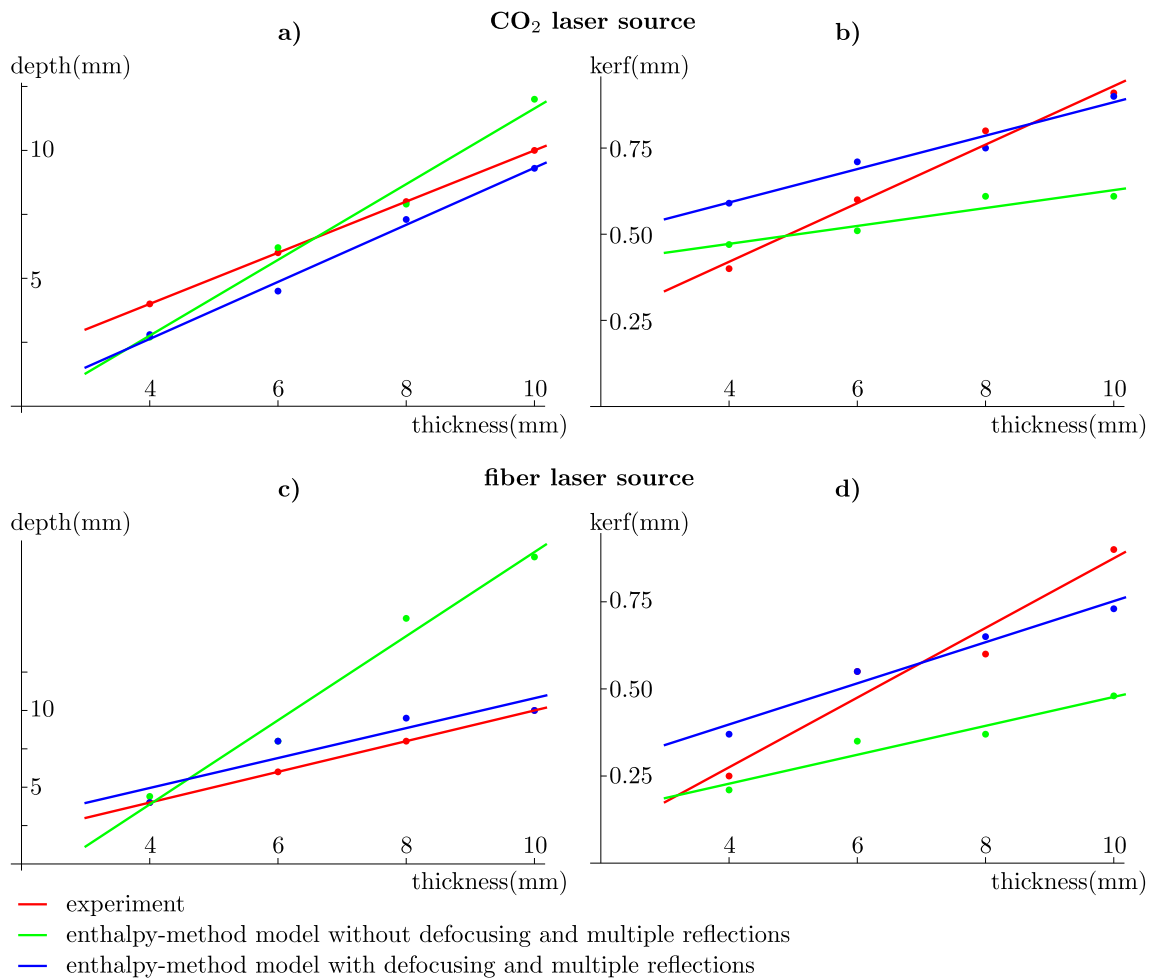 CO₂ laser source
a)
b)
depth(mm)
kerf(mm)
10
5
4 6 8 10
thickness(mm)
0.75
0.50
0.25
4 6 8 10
thickness(mm)
fiber laser source
c)
d)
depth(mm)
kerf(mm)
10
5
4 6 8 10
thickness(mm)
0.75
0.50
0.25
4 6 8 10
thickness(mm)
experiment
enthalpy-method model without defocusing and multiple reflections
enthalpy-method model with defocusing and multiple reflections